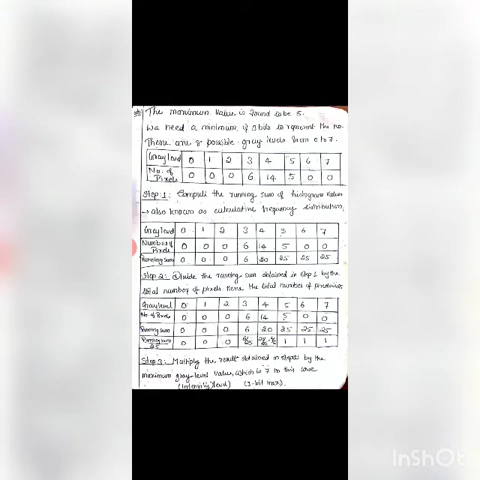 The maximum value is found to be 5.
We need a minimum of 3 bits to represent the no.
There are 8 possible gray levels from 0 to 7.
Gray level 0 1 2 3 4 5 6 7
No. of Pixels 0 0 0 6 14 5 0 0
Step: 1: Compute the running sum of histogram values
→ also known as cumulative frequency distribution.
Gray level 0 1 2 3 4 5 6 7
Number of Pixels 0 0 0 6 14 5 0 0
Running sum 0 0 0 6 20 25 25 25
Step 2: Divide the running sum obtained in step 1 by the
total number of pixels. Here the total number of pixels
Gray level 0 1 2 3 4 5 6 7
No. of Pixels 0 0 0 6 14 5 0 0
Running sum 0 0 0 6 20 25 25 25
Running sum 25 0 0 0 6/25 1 1 1
Step 3: Multiply the result obtained in step 2 by the
maximum gray-level value, which is 7 in this case
(3-bit max).
InShOt